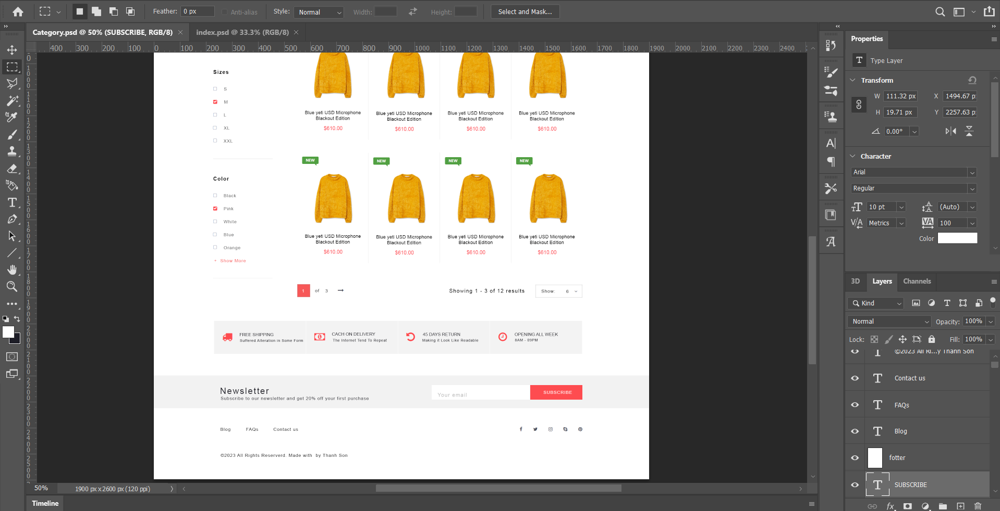 Feather: 0 px Anti-alias Style: Normal Width: Height: Select and Mask...
Category.psd @ 50% (SUBSCRIBE, RGB/8) index.psd @ 33.3% (RGB/8)
400 300 200 100 0 100 200 300 400 500 600 700 800 900 1000 1100 1200 1300 1400 1500 1600 1700 1800 1900 2000 2100 2200 2300 2400
Sizes
S
M
L
XL
XXL
Blue yeti USD Microphone Blue yeti USD Microphone Blue yeti USD Microphone Blue yeti USD Microphone
Blackout Edition Blackout Edition Blackout Edition Blackout Edition
$610.00 $610.00 $610.00 $610.00
NEW NEW NEW NEW
Color
Black
Pink
White
Blue
Orange
+ Show More
Blue yeti USD Microphone Blue yeti USD Microphone Blue yeti USD Microphone Blue yeti USD Microphone
Blackout Edition Blackout Edition Blackout Edition Blackout Edition
$610.00 $610.00 $610.00 $610.00
1 of 3 Showing 1 - 3 of 12 results Show: 6
FREE SHIPPING CACH ON DELIVERY 45 DAYS RETURN OPENING ALL WEEK
Suffered Alteration in Some Form The Internet Tend To Repeat Making it Look Like Readable 8AM - 09PM
Newsletter
Subscribe to our newsletter and get 20% off your first purchase
Your email SUBSCRIBE
Blog FAQs Contact us
©2023 All Rights Reserverd. Made with by Thanh Son
50% 1900 px x 2600 px (120 ppi)
Timeline
Properties
Type Layer
Transform
W 111.32 px X 1494.67 p
H 19.71 px Y 2257.63 p
0.00°
Character
Arial
Regular
10 pt (Auto)
Metrics 100
Color
3D Layers Channels
Kind
Normal Opacity: 100%
Lock: Fill: 100%
©2023 All Ri...y Thanh Son
Contact us
FAQs
Blog
fotter
SUBSCRIBE